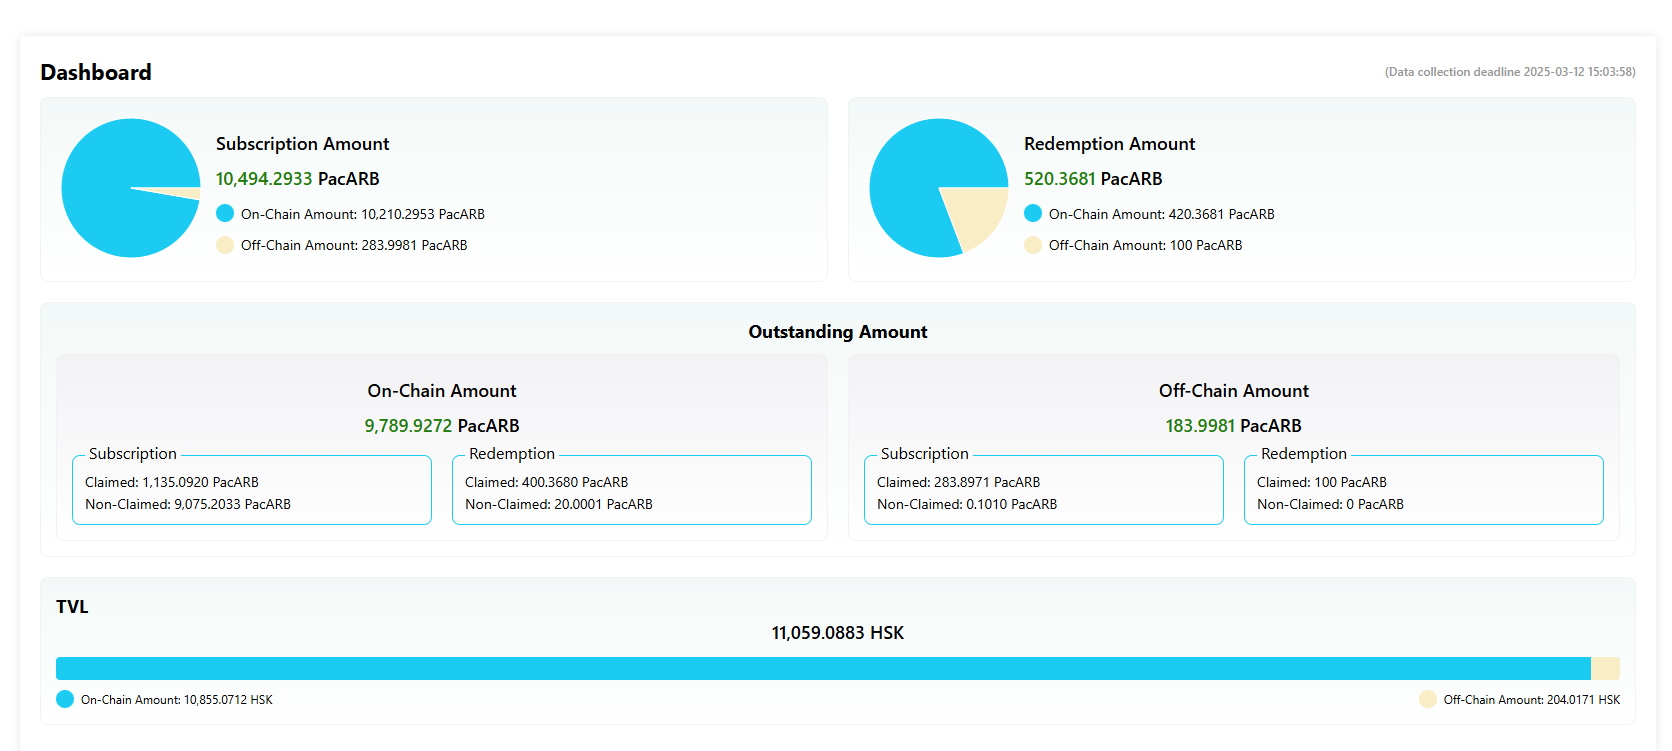 Dashboard
(Data collection deadline 2025-03-12 15:03:58)
Subscription Amount
10,494.2933 PacARB
On-Chain Amount: 10,210.2953 PacARB
Off-Chain Amount: 283.9981 PacARB
Redemption Amount
520.3681 PacARB
On-Chain Amount: 420.3681 PacARB
Off-Chain Amount: 100 PacARB
Outstanding Amount
On-Chain Amount
9,789.9272 PacARB
Subscription
Claimed: 1,135.0920 PacARB
Non-Claimed: 9,075.2033 PacARB
Redemption
Claimed: 400.3680 PacARB
Non-Claimed: 20.0001 PacARB
Off-Chain Amount
183.9981 PacARB
Subscription
Claimed: 283.8971 PacARB
Non-Claimed: 0.1010 PacARB
Redemption
Claimed: 100 PacARB
Non-Claimed: 0 PacARB
TVL
11,059.0883 HSK
On-Chain Amount: 10,855.0712 HSK
Off-Chain Amount: 204.0171 HSK